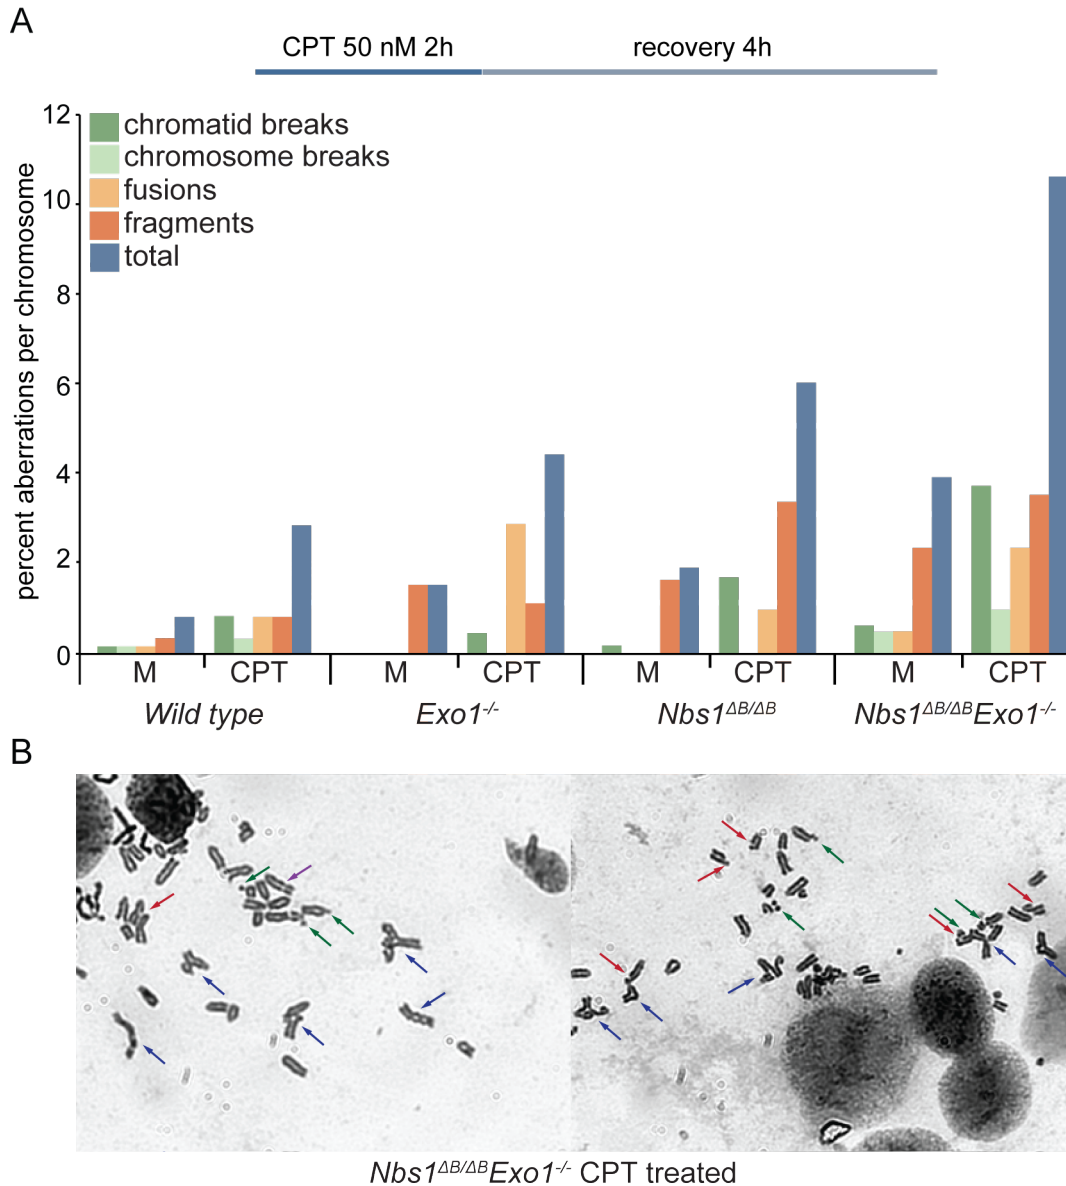 A
CPT 50 nM 2h recovery 4h
percent aberrations per chromosome
12
10
8
6
4
2
0
chromatid breaks
chromosome breaks
fusions
fragments
total
M CPT M CPT M CPT M CPT
Wild type Exo1-/- Nbs1ΔB/ΔB Nbs1ΔB/ΔBExo1-/-
B
Nbs1ΔB/ΔBExo1-/- CPT treated